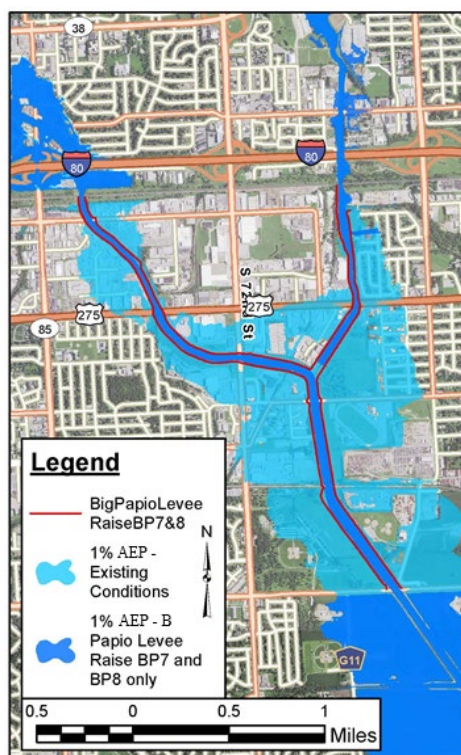 38
80
80
S 72nd St
275
275
85
Legend
BigPapioLevee
RaiseBP7&8
N
1% AEP -
Existing
Conditions
1% AEP - B
Papio Levee
Raise BP7 and
BP8 only
G11
0.5 0 0.5 1
Miles